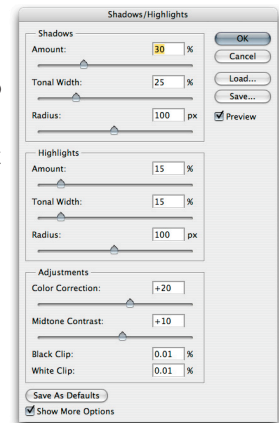 Shadows/Highlights
Shadows
Amount: 30 %
Tonal Width: 25 %
Radius: 100 px
Highlights
Amount: 15 %
Tonal Width: 15 %
Radius: 100 px
Adjustments
Color Correction: +20
Midtone Contrast: +10
Black Clip: 0.01 %
White Clip: 0.01 %
Save As Defaults
Show More Options
OK
Cancel
Load...
Save...
Preview